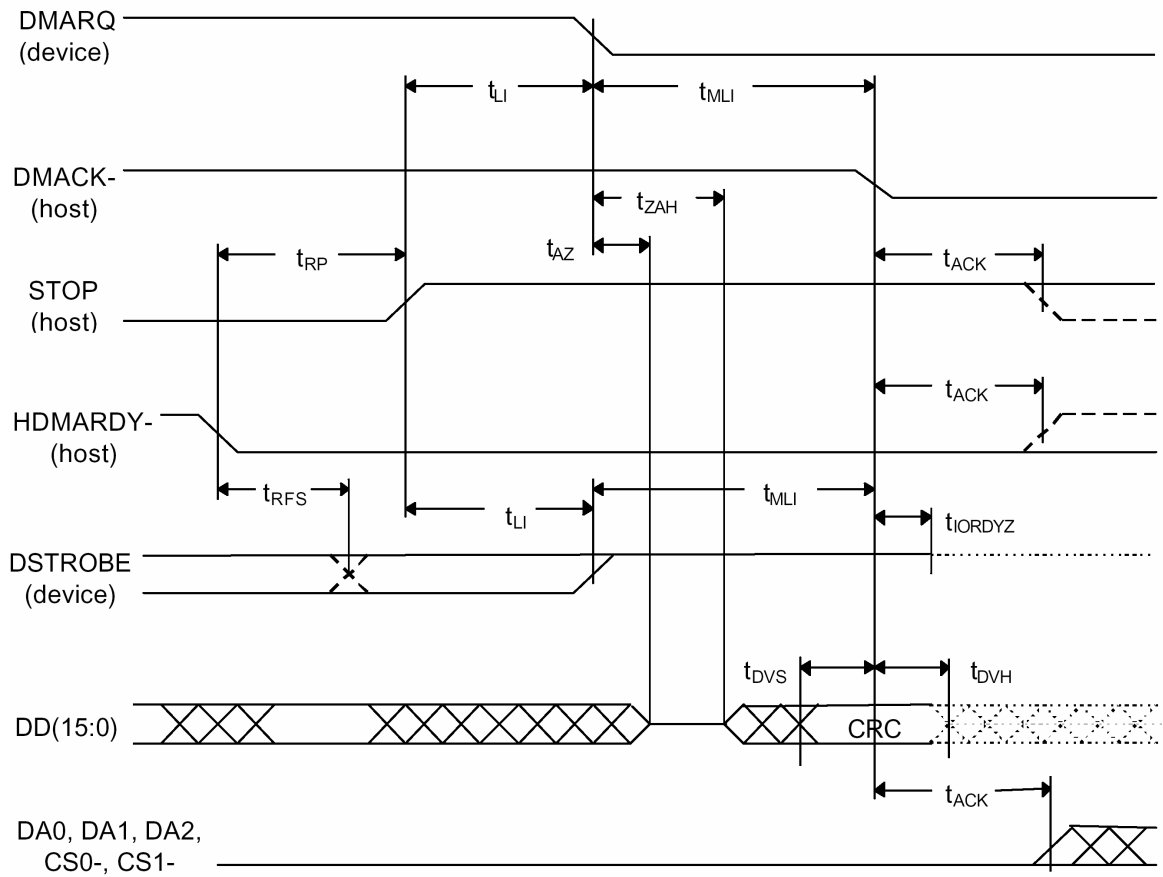 DMARQ
(device)
tLI
tMLI
DMACK-
(host)
tZAH
tAZ
tRP
tACK
STOP
(host)
tACK
HDMARDY-
(host)
tRFS
tLI
tMLI
tIORDYZ
DSTROBE
(device)
tDVS
tDVH
DD(15:0)
CRC
tACK
DA0, DA1, DA2,
CS0-, CS1-